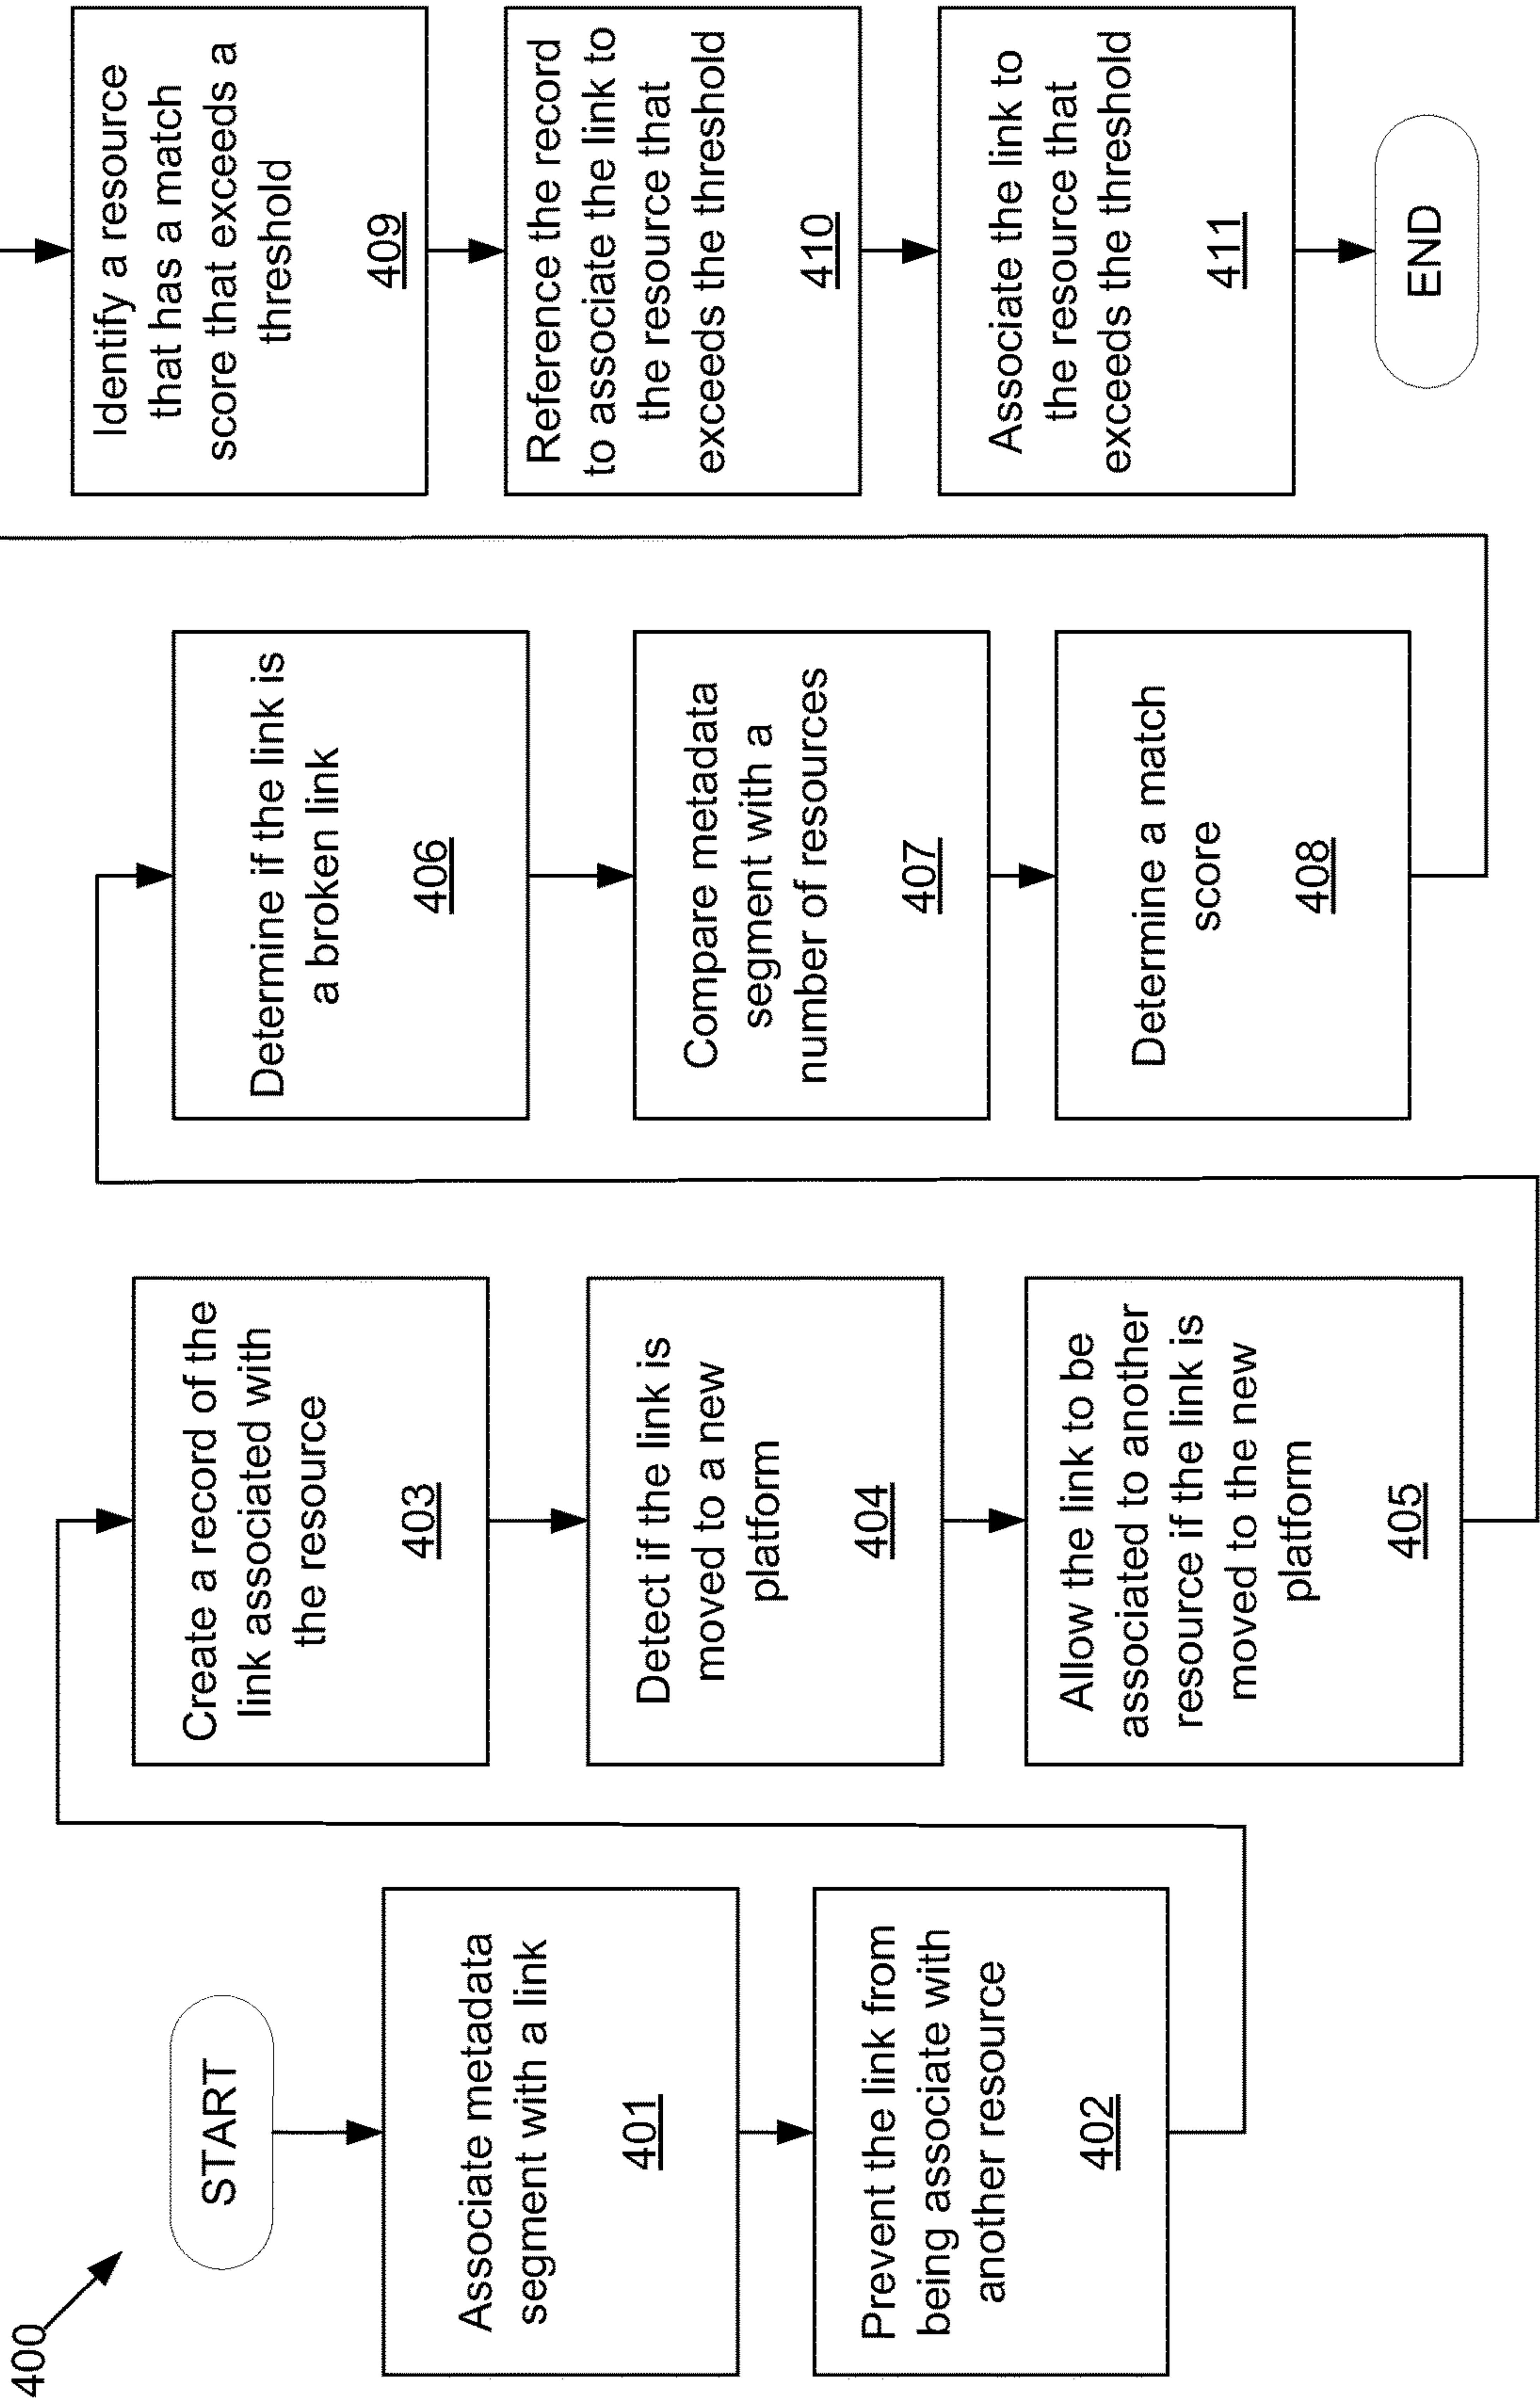 400
START
Associate metadata
segment with a link
401
Prevent the link from
being associate with
another resource
402
Create a record of the
link associated with
the resource
403
Detect if the link is
moved to a new
platform
404
Allow the link to be
associated to another
resource if the link is
moved to the new
platform
405
Determine if the link is
a broken link
406
Compare metadata
segment with a
number of resources
407
Determine a match
score
408
Identify a resource
that has a match
score that exceeds a
threshold
409
Reference the record
to associate the link to
the resource that
exceeds the threshold
410
Associate the link to
the resource that
exceeds the threshold
411
END